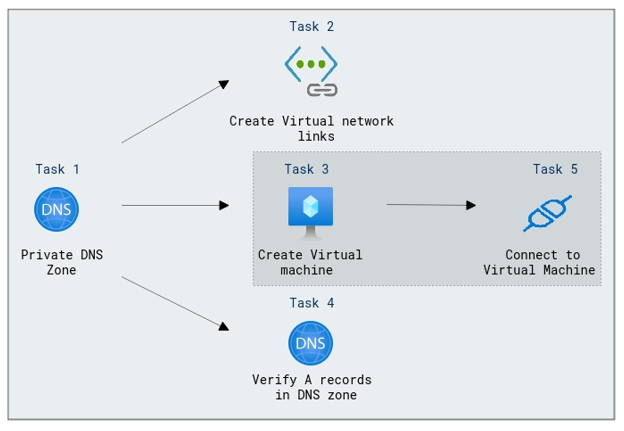 Task 2
Create Virtual network
links
Task 1
DNS
Private DNS
Zone
Task 3
Create Virtual
machine
Task 5
Connect to
Virtual Machine
Task 4
DNS
Verify A records
in DNS zone